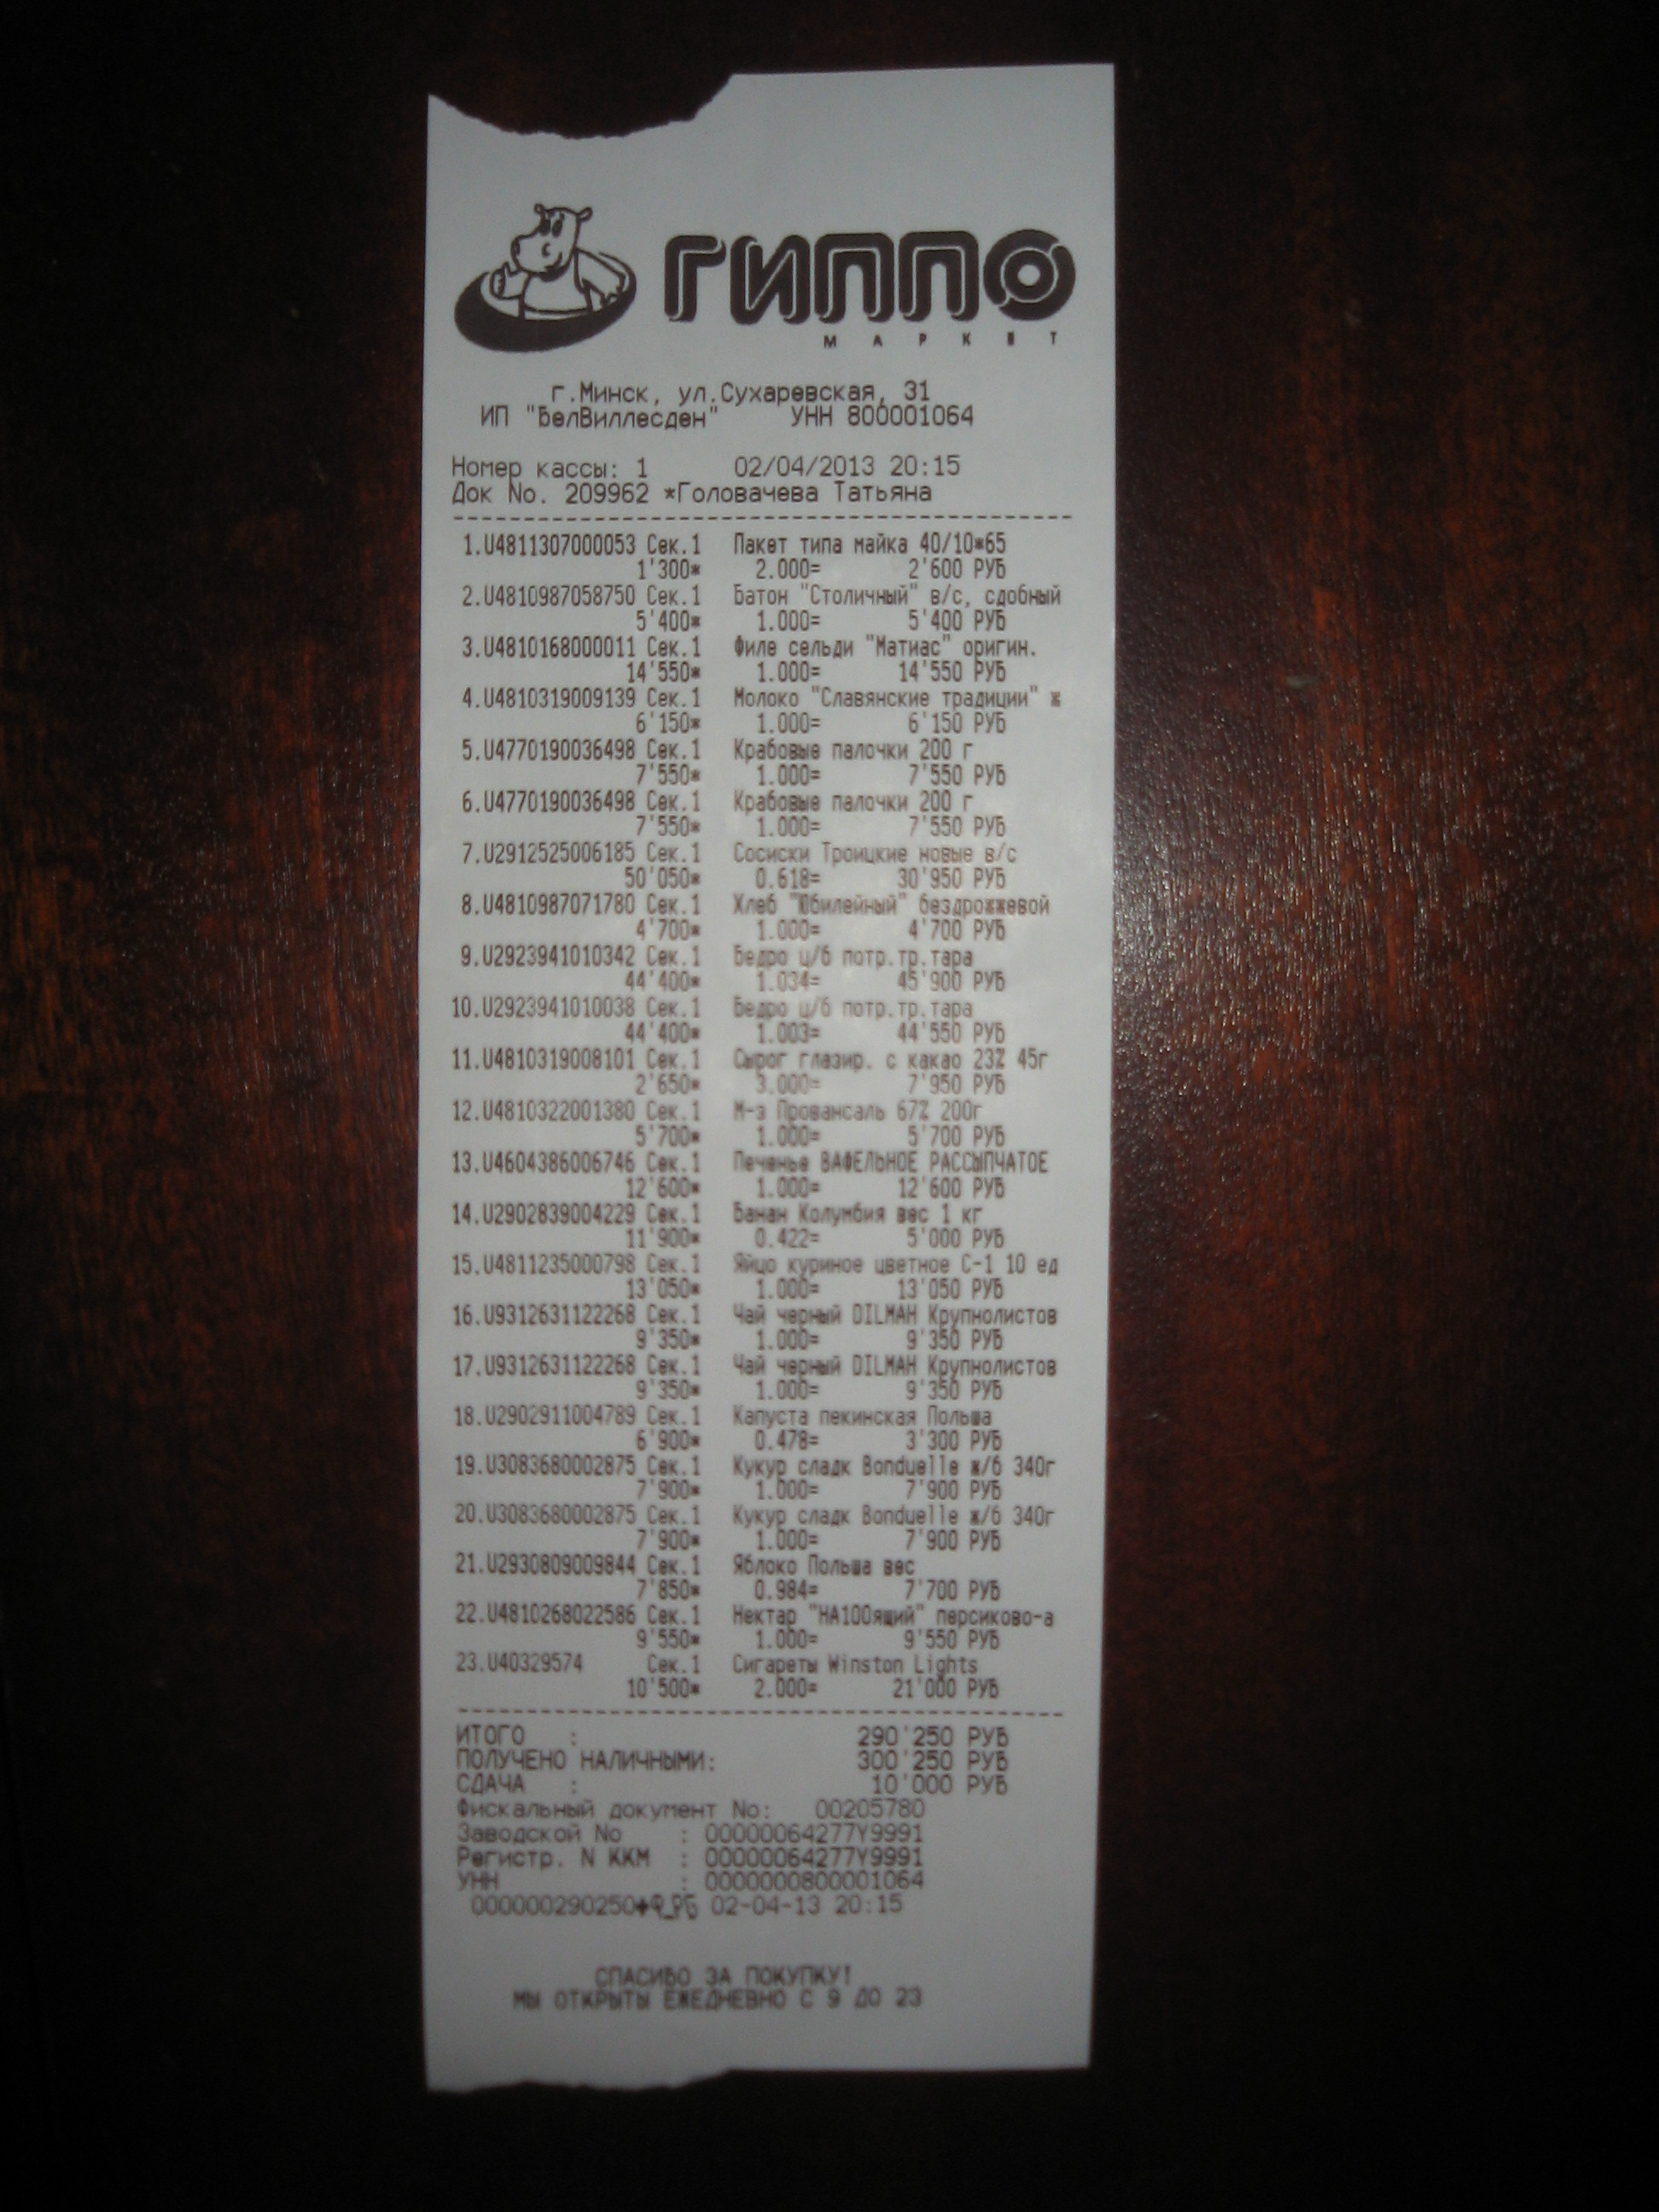 ГИППО
МАРКЕТ
г.Минск, ул.Сухаревская, 31
ИП "БелВиллесден" УНН 800001064
Номер кассы: 1 02/04/2013 20:15
Док No. 209962 *Головачева Татьяна
1.U4811307000053 Сек.1 Пакет типа майка 40/10*65
1'300* 2.000= 2'600 РУБ
2.U4810987058750 Сек.1 Батон "Столичный" в/с, сдобный
5'400* 1.000= 5'400 РУБ
3.U4810168000011 Сек.1 Филе сельди "Матиас" оригин.
14'550* 1.000= 14'550 РУБ
4.U4810319009139 Сек.1 Молоко "Славянские традиции" ж
6'150* 1.000= 6'150 РУБ
5.U4770190036498 Сек.1 Крабовые палочки 200 г
7'550* 1.000= 7'550 РУБ
6.U4770190036498 Сек.1 Крабовые палочки 200 г
7'550* 1.000= 7'550 РУБ
7.U2912525006185 Сек.1 Сосиски Троицкие новые в/с
50'050* 0.618= 30'950 РУБ
8.U4810987071780 Сек.1 Хлеб "Юбилейный" бездрожжевой
4'700* 1.000= 4'700 РУБ
9.U2923941010342 Сек.1 Бедро ц/б потр.тр.тара
44'400* 1.034= 45'900 РУБ
10.U2923941010038 Сек.1 Бедро ц/б потр.тр.тара
44'400* 1.003= 44'550 РУБ
11.U4810319008101 Сек.1 Сырог глазир. с какао 23% 45г
2'650* 3.000= 7'950 РУБ
12.U4810322001380 Сек.1 М-з Провансаль 67% 200г
5'700* 1.000= 5'700 РУБ
13.U4604386006746 Сек.1 Печенье ВАФЕЛЬНОЕ РАССЫПЧАТОЕ
12'600* 1.000= 12'600 РУБ
14.U2902839004229 Сек.1 Банан Колумбия вес 1 кг
11'900* 0.422= 5'000 РУБ
15.U4811235000798 Сек.1 Яйцо куриное цветное С-1 10 ед
13'050* 1.000= 13'050 РУБ
16.U9312631122268 Сек.1 Чай черный DILMAH Крупнолистов
9'350* 1.000= 9'350 РУБ
17.U9312631122268 Сек.1 Чай черный DILMAH Крупнолистов
9'350* 1.000= 9'350 РУБ
18.U2902911004789 Сек.1 Капуста пекинская Польша
6'900* 0.478= 3'300 РУБ
19.U3083680002875 Сек.1 Кукур сладк Bonduelle ж/б 340г
7'900* 1.000= 7'900 РУБ
20.U3083680002875 Сек.1 Кукур сладк Bonduelle ж/б 340г
7'900* 1.000= 7'900 РУБ
21.U2930809009844 Сек.1 Яблоко Польша вес
7'850* 0.984= 7'700 РУБ
22.U4810268022586 Сек.1 Нектар "НА100ящий" персиково-а
9'550* 1.000= 9'550 РУБ
23.U40329574 Сек.1 Сигареты Winston Lights
10'500* 2.000= 21'000 РУБ
ИТОГО : 290'250 РУБ
ПОЛУЧЕНО НАЛИЧНЫМИ: 300'250 РУБ
СДАЧА : 10'000 РУБ
Фискальный документ No: 00205780
Заводской No : 00000064277Y9991
Регистр. N ККМ : 00000064277Y9991
УНН : 0000000800001064
000000290250 02-04-13 20:15
СПАСИБО ЗА ПОКУПКУ!
МЫ ОТКРЫТЫ ЕЖЕДНЕВНО С 9 ДО 23